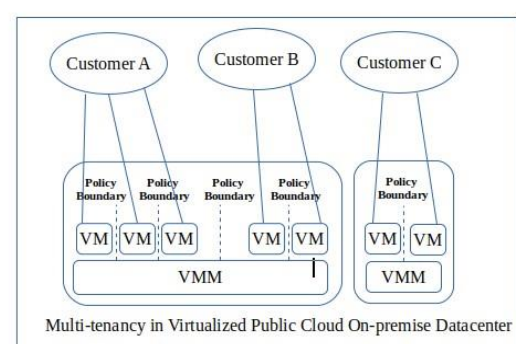 Customer A
Customer B
Customer C
Policy Boundary
Policy Boundary
Policy Boundary
Policy Boundary
Policy Boundary
VM
VM
VM
VM
VM
VM
VM
VMM
VMM
Multi-tenancy in Virtualized Public Cloud On-premise Datacenter